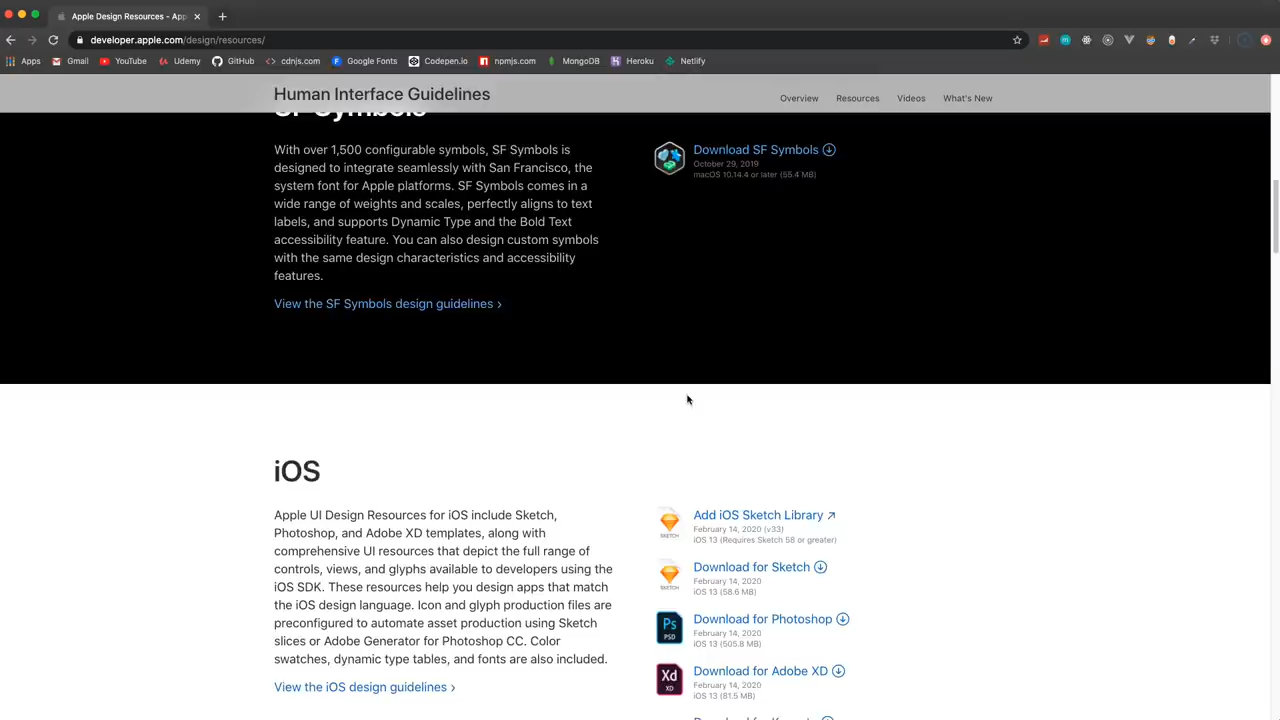 Apple Design Resources - App
developer.apple.com/design/resources/
Apps Gmail YouTube Udemy GitHub cdnjs.com Google Fonts Codepen.io npmjs.com MongoDB Heroku Netlify
Human Interface Guidelines
Overview Resources Videos What's New
SF Symbols
With over 1,500 configurable symbols, SF Symbols is
designed to integrate seamlessly with San Francisco, the
system font for Apple platforms. SF Symbols comes in a
wide range of weights and scales, perfectly aligns to text
labels, and supports Dynamic Type and the Bold Text
accessibility feature. You can also design custom symbols
with the same design characteristics and accessibility
features.
View the SF Symbols design guidelines ›
Download SF Symbols
October 29, 2019
macOS 10.14.4 or later (55.4 MB)
iOS
Apple UI Design Resources for iOS include Sketch,
Photoshop, and Adobe XD templates, along with
comprehensive UI resources that depict the full range of
controls, views, and glyphs available to developers using the
iOS SDK. These resources help you design apps that match
the iOS design language. Icon and glyph production files are
preconfigured to automate asset production using Sketch
slices or Adobe Generator for Photoshop CC. Color
swatches, dynamic type tables, and fonts are also included.
View the iOS design guidelines ›
SKETCH
Add iOS Sketch Library
February 14, 2020 (v33)
iOS 13 (Requires Sketch 58 or greater)
SKETCH
Download for Sketch
February 14, 2020
iOS 13 (58.6 MB)
Ps
PSD
Download for Photoshop
February 14, 2020
iOS 13 (505.8 MB)
Xd
XD
Download for Adobe XD
February 14, 2020
iOS 13 (81.5 MB)